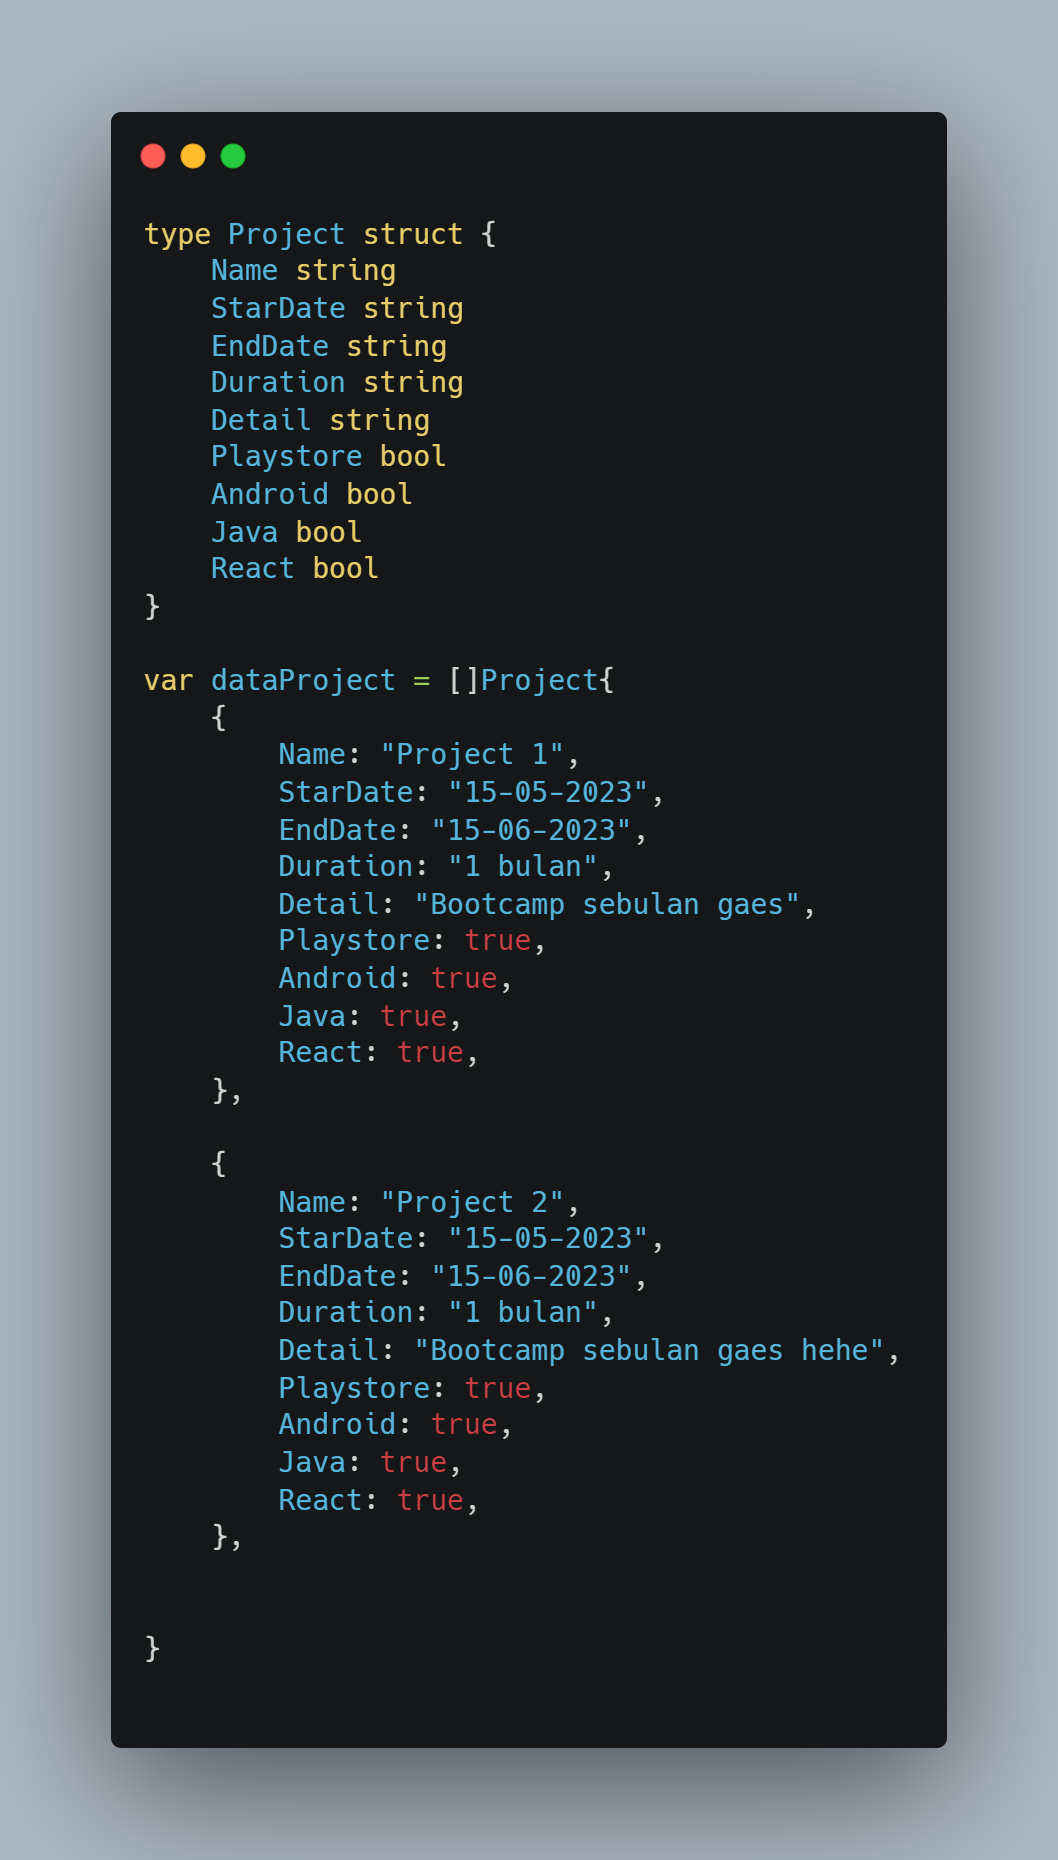 type Project struct {
    Name string
    StarDate string
    EndDate string
    Duration string
    Detail string
    Playstore bool
    Android bool
    Java bool
    React bool
}

var dataProject = []Project{
    {
        Name: "Project 1",
        StarDate: "15-05-2023",
        EndDate: "15-06-2023",
        Duration: "1 bulan",
        Detail: "Bootcamp sebulan gaes",
        Playstore: true,
        Android: true,
        Java: true,
        React: true,
    },

    {
        Name: "Project 2",
        StarDate: "15-05-2023",
        EndDate: "15-06-2023",
        Duration: "1 bulan",
        Detail: "Bootcamp sebulan gaes hehe",
        Playstore: true,
        Android: true,
        Java: true,
        React: true,
    },


}